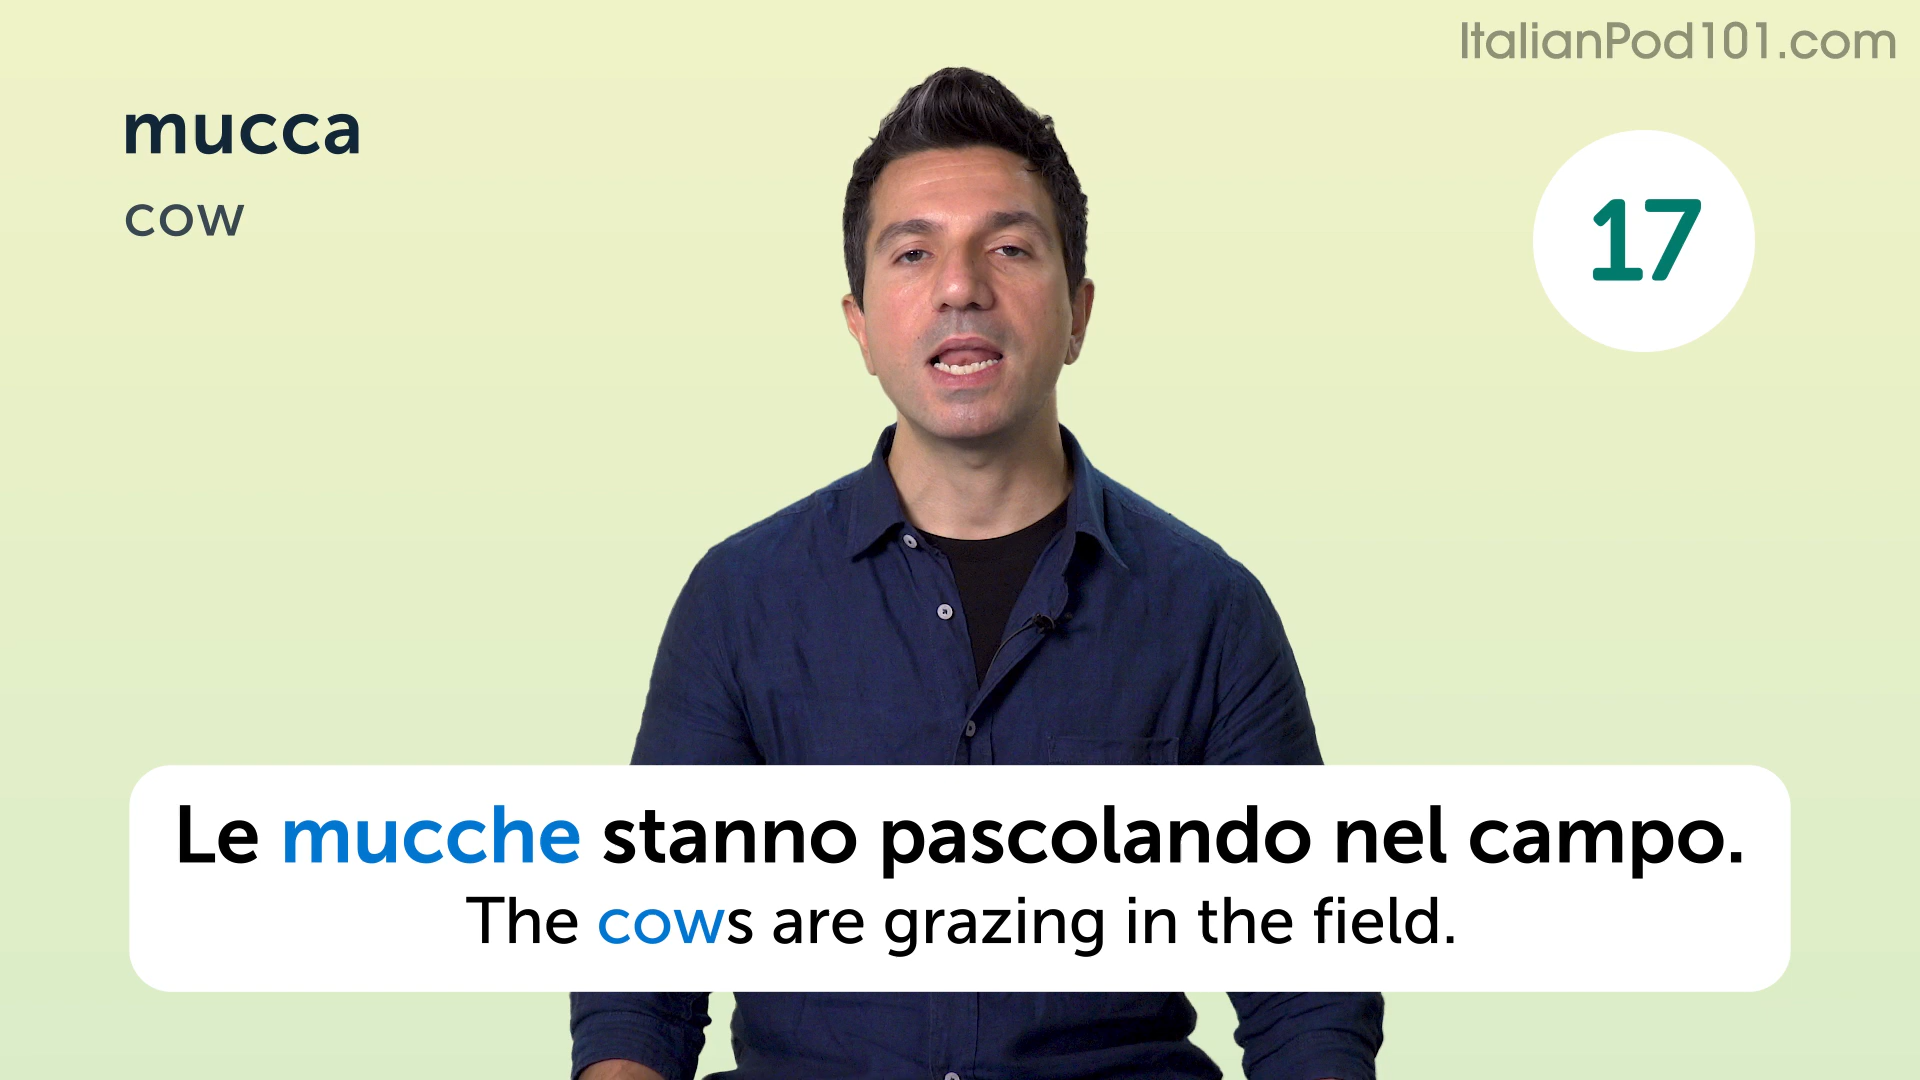 ItalianPod101.com
mucca
cow
17
Le mucche stanno pascolando nel campo.
The cows are grazing in the field.